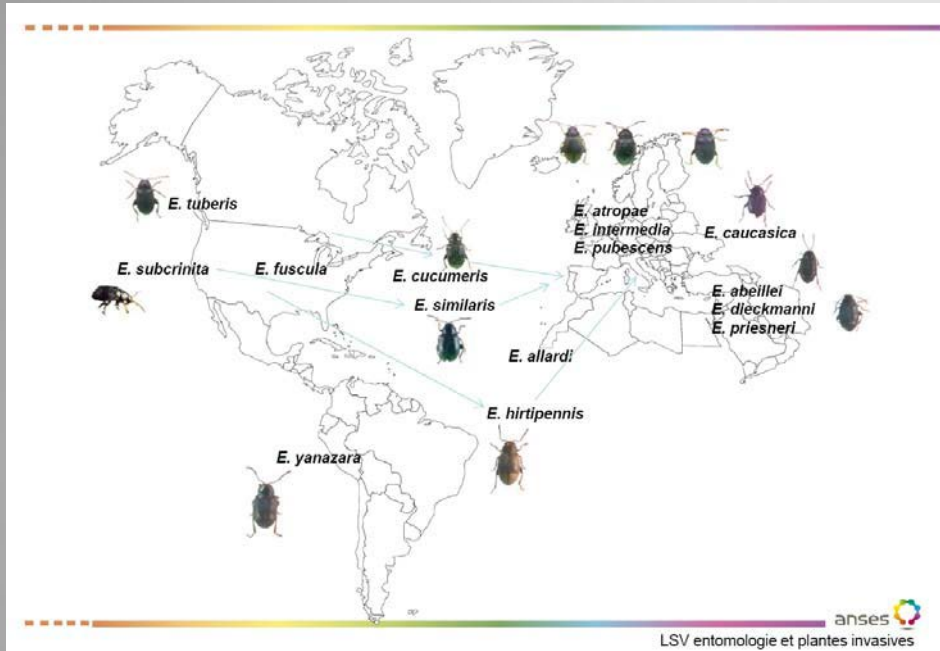 E. tuberis
E. subcrinita
E. fuscula
E. cucumeris
E. similaris
E. atropae
E. intermedia
E. pubescens
E. caucasica
E. abeillei
E. dieckmanni
E. priesneri
E. allardi
E. hirtipennis
E. yanazara
anses
LSV entomologie et plantes invasives